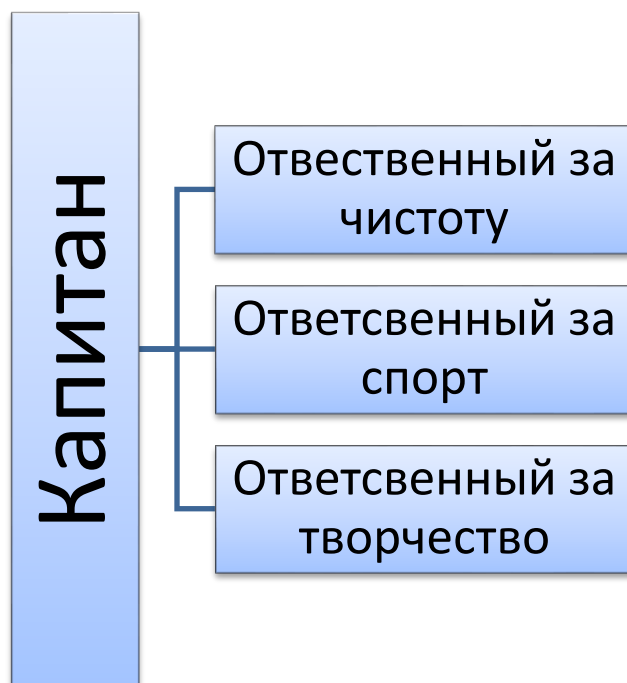 Капитан
Отвественный за
чистоту
Ответсвенный за
спорт
Ответсвенный за
творчество